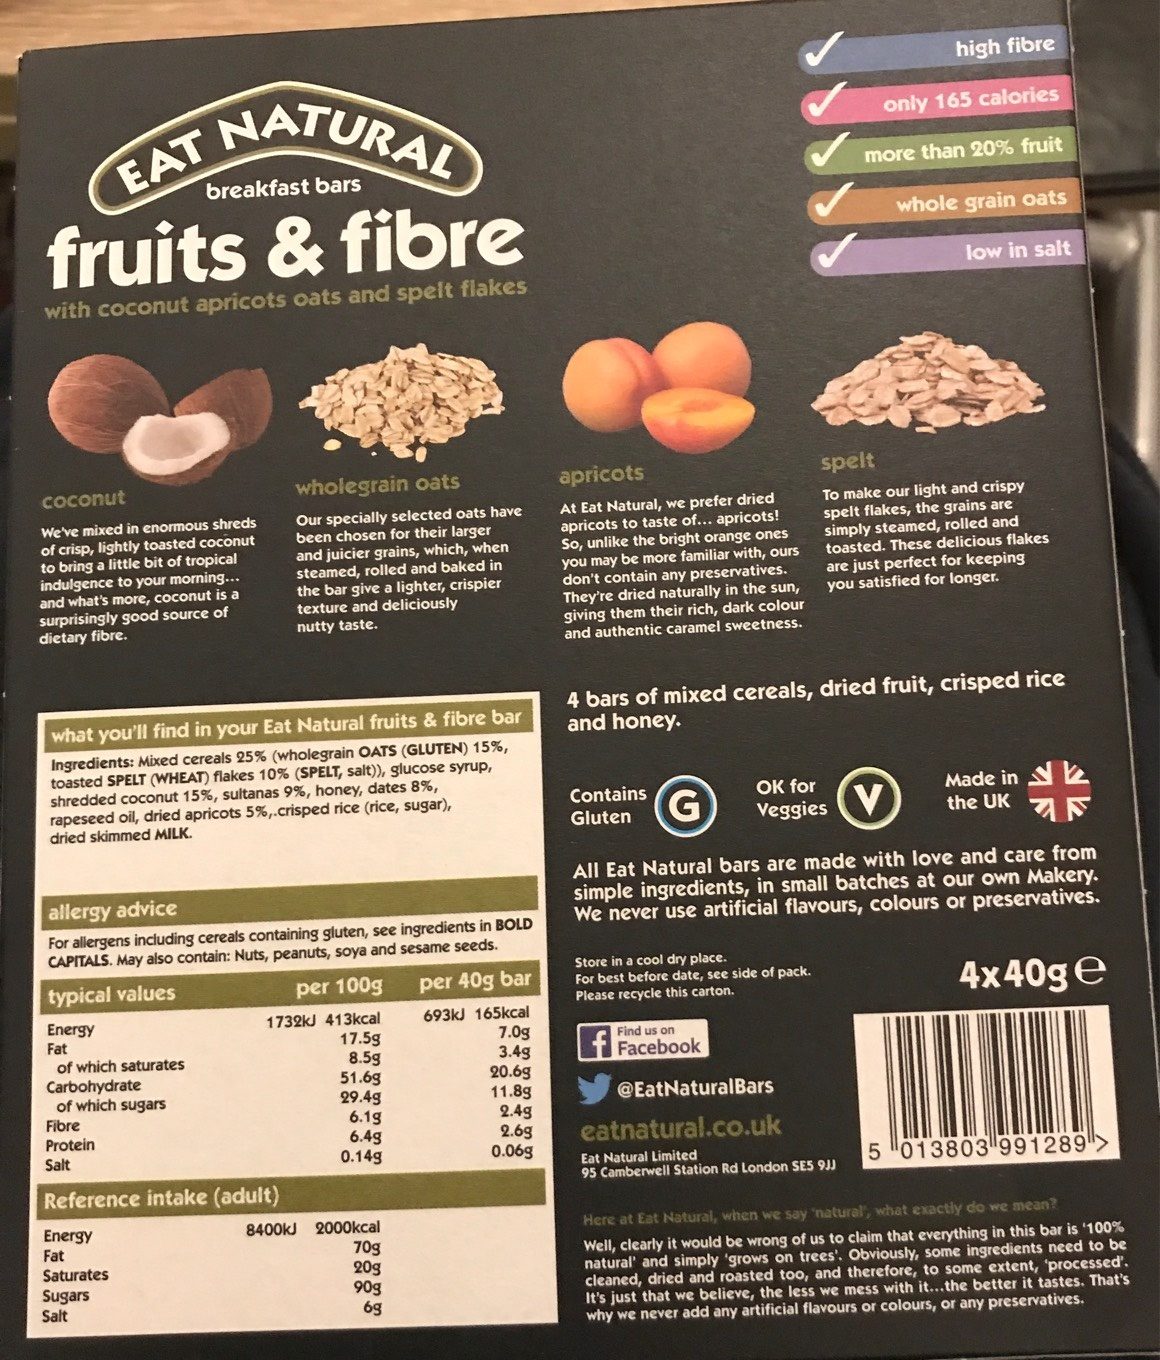 high fibre
only 165 calories
more than 20% fruit
whole grain oats
low in salt
EAT NATURAL
breakfast bars
fruits & fibre
with coconut apricots oats and spelt flakes
coconut
We've mixed in enormous shreds
of crisp, lightly toasted coconut
to bring a little bit of tropical
indulgence to your morning...
and what's more, coconut is a
surprisingly good source of
dietary fibre.
wholegrain oats
Our specially selected oats have
been chosen for their larger
and juicier grains, which, when
steamed, rolled and baked in
the bar give a lighter, crispier
texture and deliciously
nutty taste.
apricots
At Eat Natural, we prefer dried
apricots to taste of... apricots!
So, unlike the bright orange ones
you may be more familiar with, ours
don't contain any preservatives.
They're dried naturally in the sun,
giving them their rich, dark colour
and authentic caramel sweetness.
spelt
To make our light and crispy
spelt flakes, the grains are
simply steamed, rolled and
toasted. These delicious flakes
are just perfect for keeping
you satisfied for longer.
what you'll find in your Eat Natural fruits & fibre bar
Ingredients: Mixed cereals 25% (wholegrain OATS (GLUTEN) 15%,
toasted SPELT (WHEAT) flakes 10% (SPELT, salt)), glucose syrup,
shredded coconut 15%, sultanas 9%, honey, dates 8%,
rapeseed oil, dried apricots 5%,.crisped rice (rice, sugar),
dried skimmed MILK.
allergy advice
For allergens including cereals containing gluten, see ingredients in BOLD
CAPITALS. May also contain: Nuts, peanuts, soya and sesame seeds.
typical values per 100g per 40g bar
Energy 1732kJ 413kcal 693kJ 165kcal
Fat 17.5g 7.0g
of which saturates 8.5g 3.4g
Carbohydrate 51.6g 20.6g
of which sugars 29.4g 11.8g
Fibre 6.1g 2.4g
Protein 6.4g 2.6g
Salt 0.14g 0.06g
Reference intake (adult)
Energy 8400kJ 2000kcal
Fat 70g
Saturates 20g
Sugars 90g
Salt 6g
4 bars of mixed cereals, dried fruit, crisped rice
and honey.
Contains
Gluten
G
OK for
Veggies
V
Made in
the UK
All Eat Natural bars are made with love and care from
simple ingredients, in small batches at our own Makery.
We never use artificial flavours, colours or preservatives.
Store in a cool dry place.
For best before date, see side of pack.
Please recycle this carton.
4x40g e
f
Find us on
Facebook
@EatNaturalBars
eatnatural.co.uk
Eat Natural Limited
95 Camberwell Station Rd London SE5 9JJ
5 013803 991289 >
Here at Eat Natural, when we say 'natural', what exactly do we mean?
Well, clearly it would be wrong of us to claim that everything in this bar is '100%
natural' and simply 'grows on trees'. Obviously, some ingredients need to be
cleaned, dried and roasted too, and therefore, to some extent, 'processed'.
It's just that we believe, the less we mess with it...the better it tastes. That's
why we never add any artificial flavours or colours, or any preservatives.